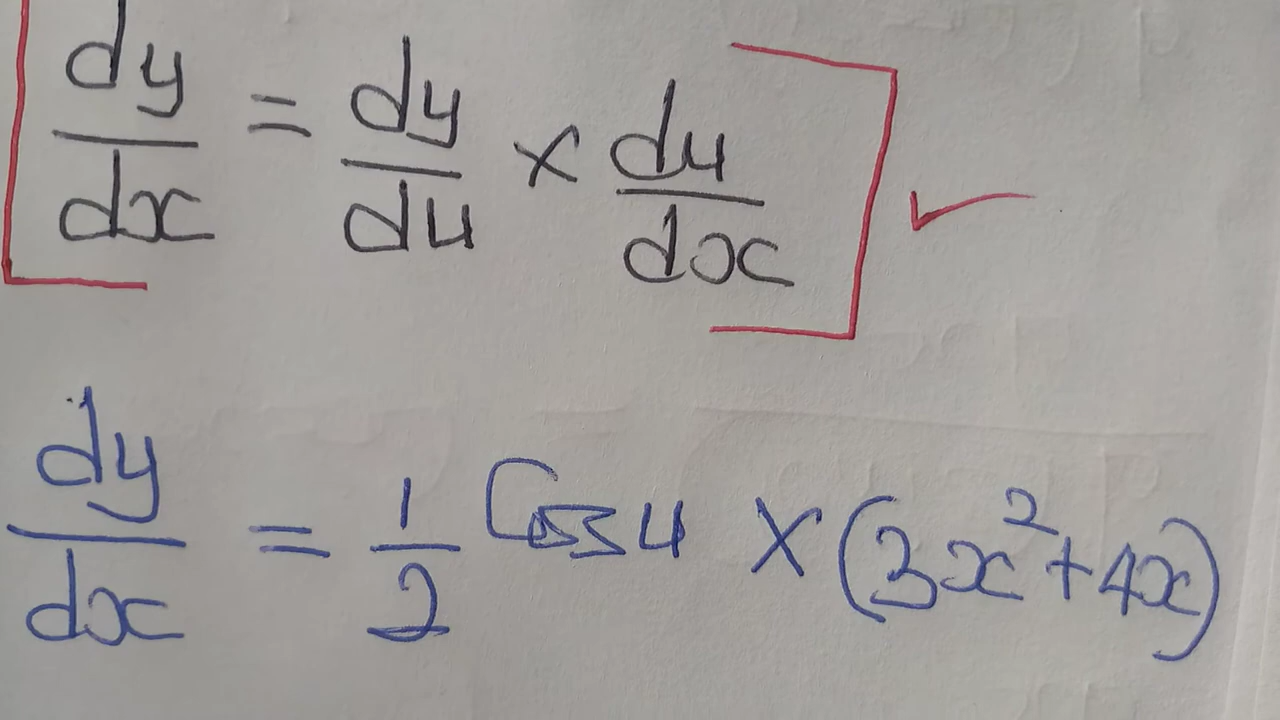 dy/dx = dy/du × du/dx ✓
dy/dx = 1/2 Cos u × (3x² + 4x)